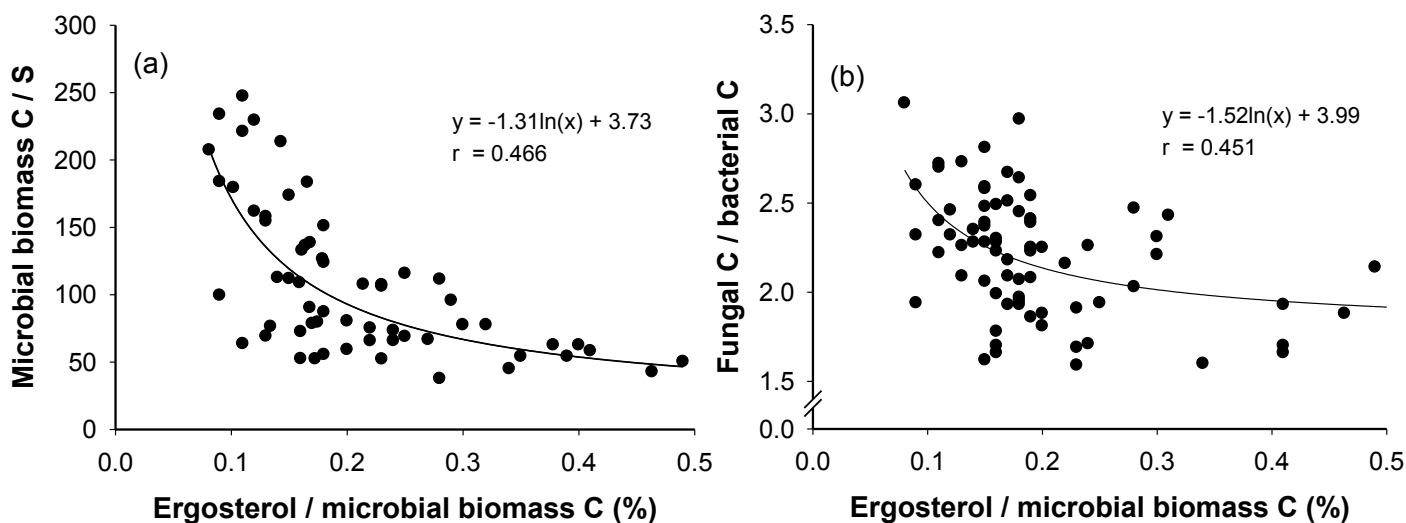 300
250
200
150
100
50
0
Microbial biomass C / S
(a)
y = -1.31ln(x) + 3.73
r = 0.466
0.0 0.1 0.2 0.3 0.4 0.5
Ergosterol / microbial biomass C (%)
3.5
3.0
2.5
2.0
1.5
0.0
Fungal C / bacterial C
(b)
y = -1.52ln(x) + 3.99
r = 0.451
0.0 0.1 0.2 0.3 0.4 0.5
Ergosterol / microbial biomass C (%)